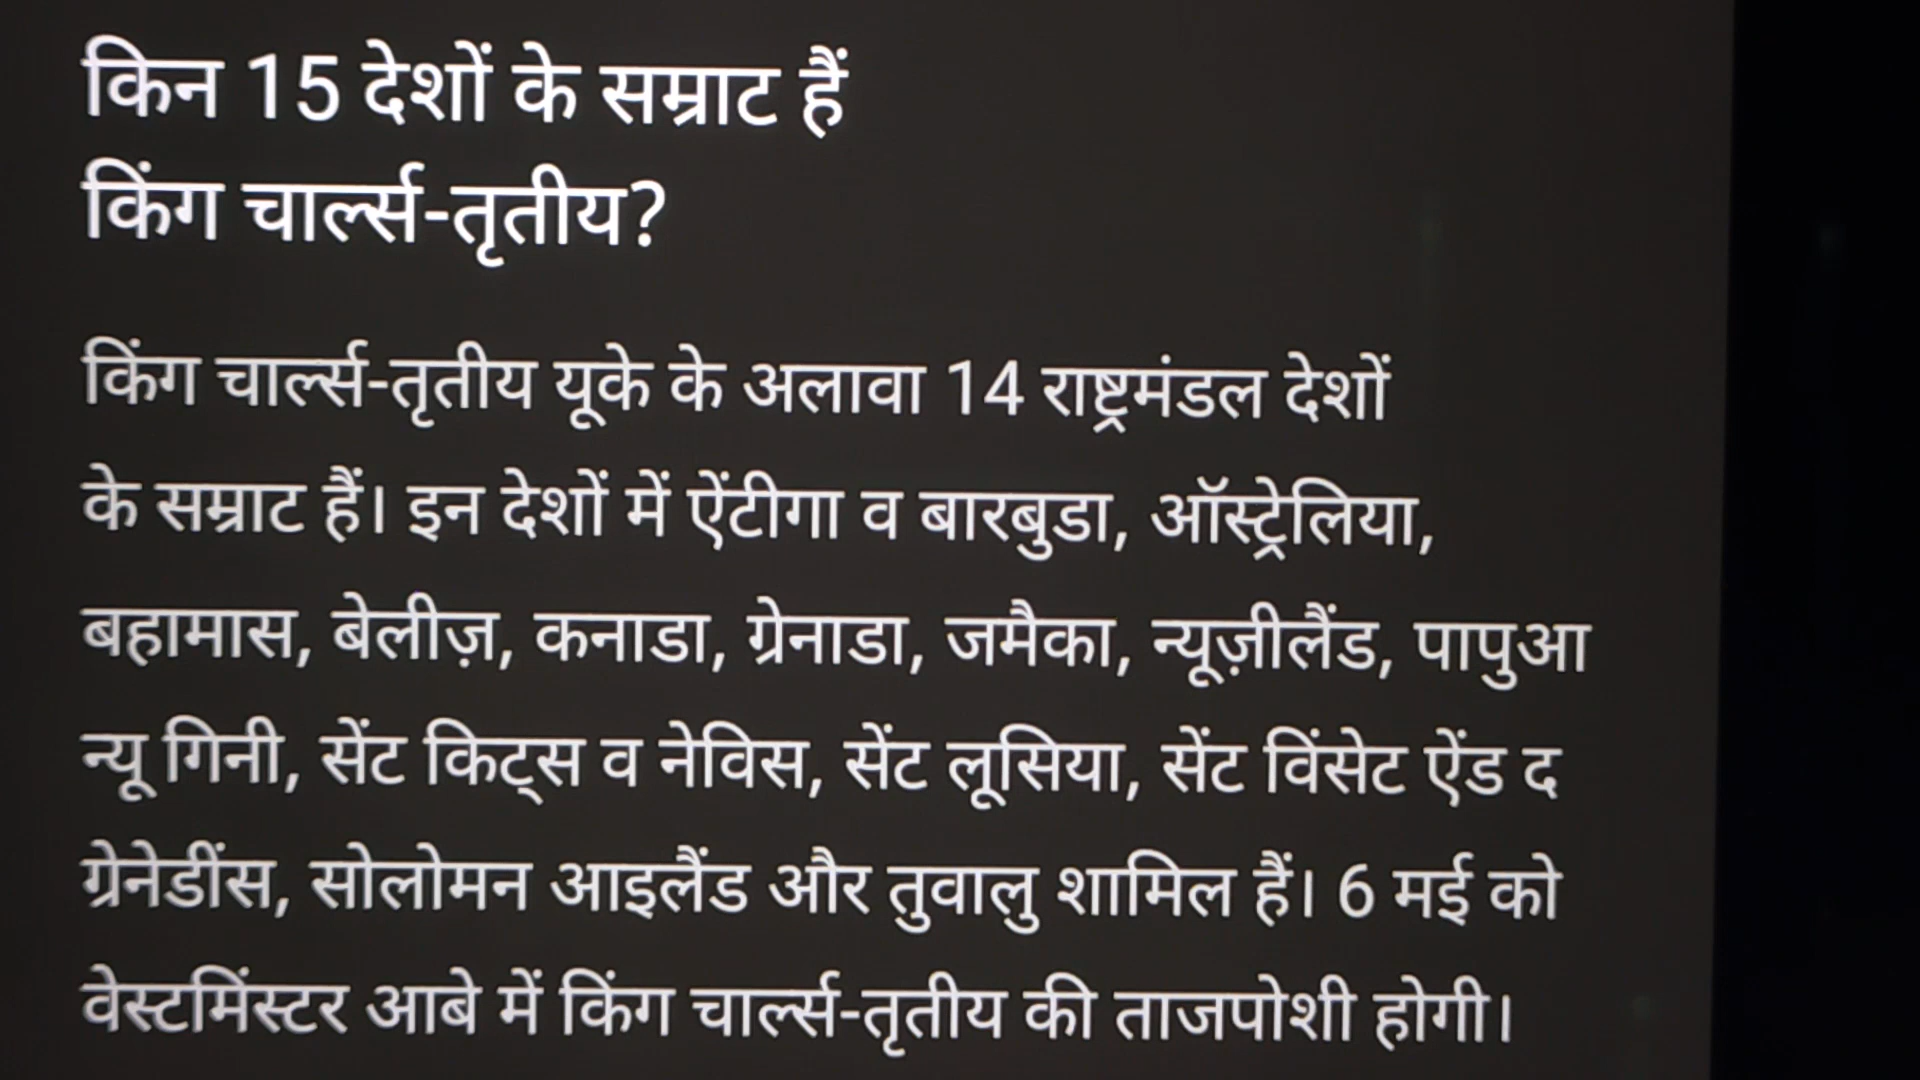 किन 15 देशों के सम्राट हैं
किंग चार्ल्स-तृतीय?
किंग चार्ल्स-तृतीय यूके के अलावा 14 राष्ट्रमंडल देशों
के सम्राट हैं। इन देशों में ऐंटीगा व बारबुडा, ऑस्ट्रेलिया,
बहामास, बेलीज़, कनाडा, ग्रेनाडा, जमैका, न्यूज़ीलैंड, पापुआ
न्यू गिनी, सेंट किट्स व नेविस, सेंट लूसिया, सेंट विंसेट ऐंड द
ग्रेनेडींस, सोलोमन आइलैंड और तुवालु शामिल हैं। 6 मई को
वेस्टमिंस्टर आबे में किंग चार्ल्स-तृतीय की ताजपोशी होगी।